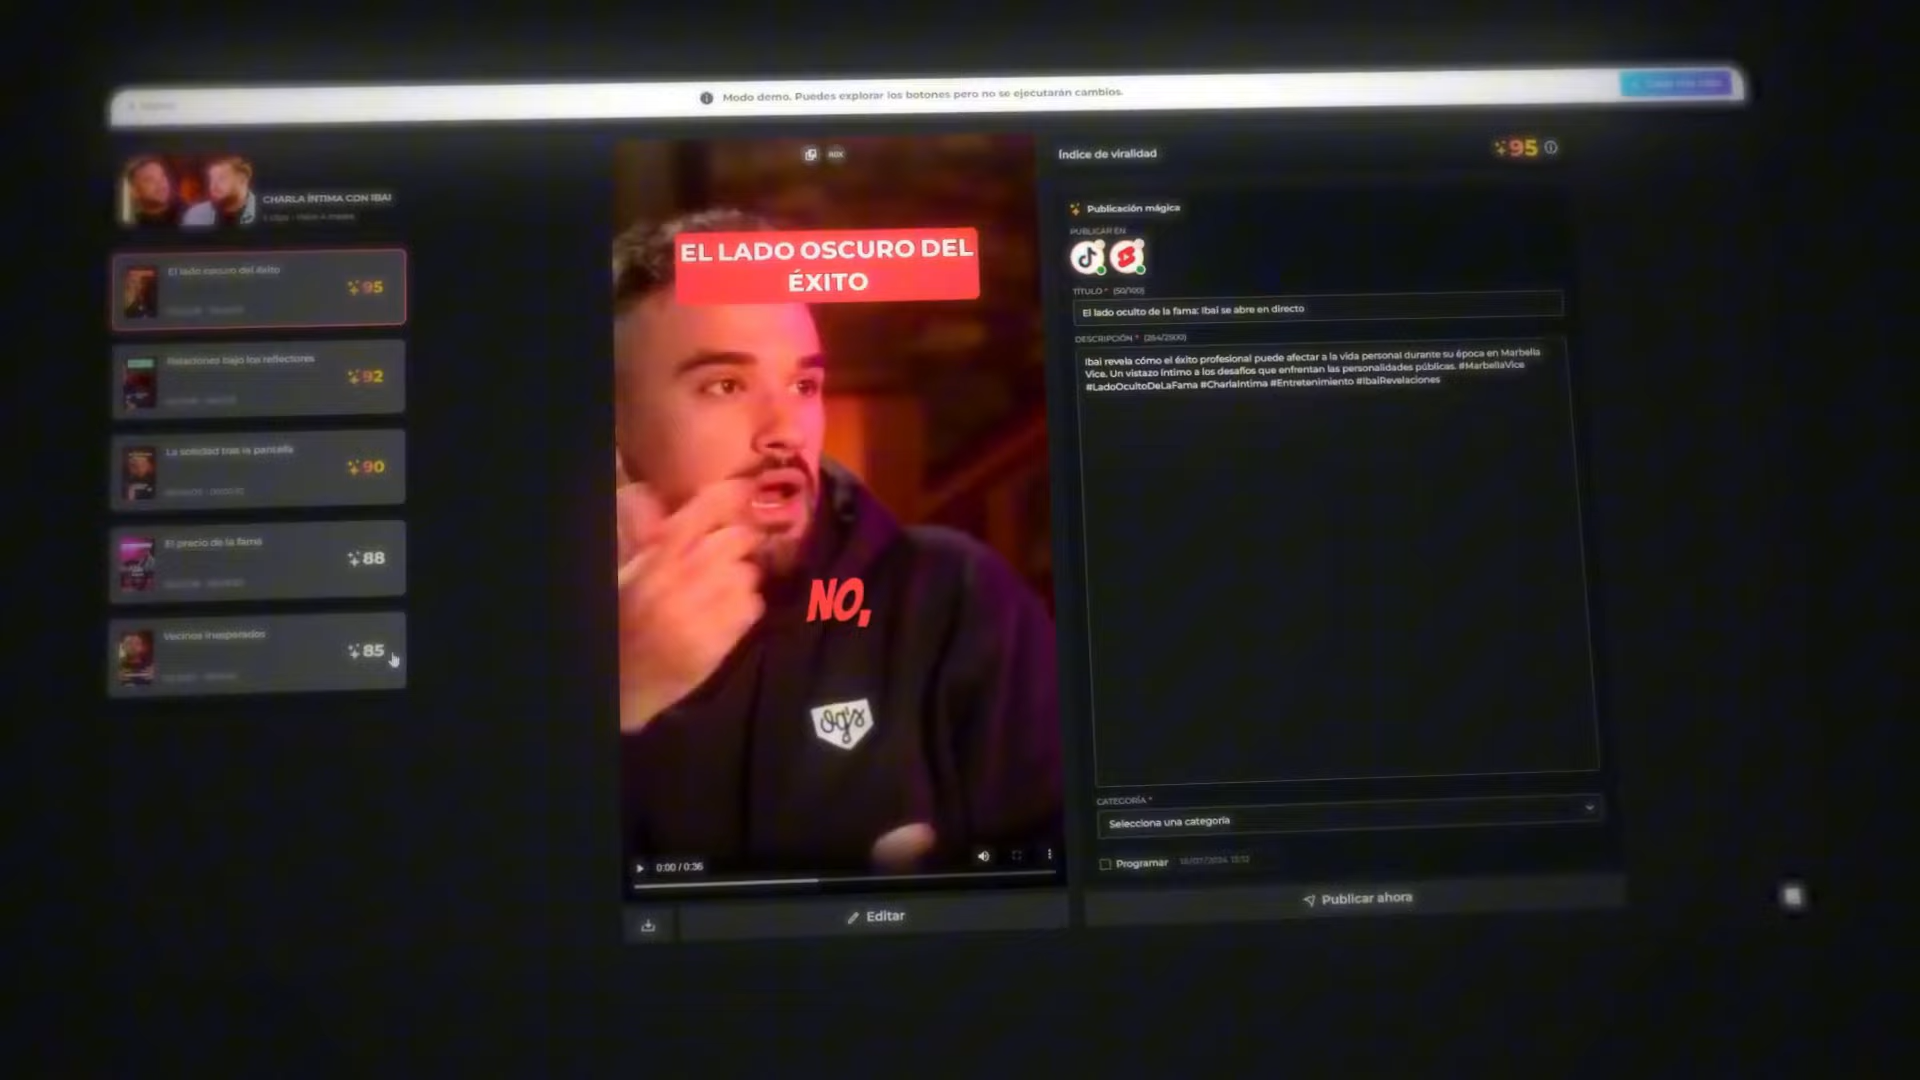 Modo demo. Puedes explorar los botones pero no se ejecutarán cambios.
CHARLA ÍNTIMA CON IBAI
El lado oscuro del éxito
95
Relaciones bajo los reflectores
92
La soledad tras la pantalla
90
El precio de la fama
88
Vecinos inesperados
85
EL LADO OSCURO DEL
ÉXITO
NO,
og's
0:00 / 0:36
Editar
Índice de viralidad
95
Publicación mágica
PUBLICAR EN
TÍTULO * (50/100)
El lado oculto de la fama: Ibai se abre en directo
DESCRIPCIÓN * (264/2500)
Ibai revela cómo el éxito profesional puede afectar a la vida personal durante su época en Marbella
Vice. Un vistazo íntimo a los desafíos que enfrentan las personalidades públicas. #MarbellaVice
#LadoOcultoDeLaFama #CharlaIntima #Entretenimiento #IbaiRevelaciones
CATEGORÍA *
Selecciona una categoría
Programar
Publicar ahora